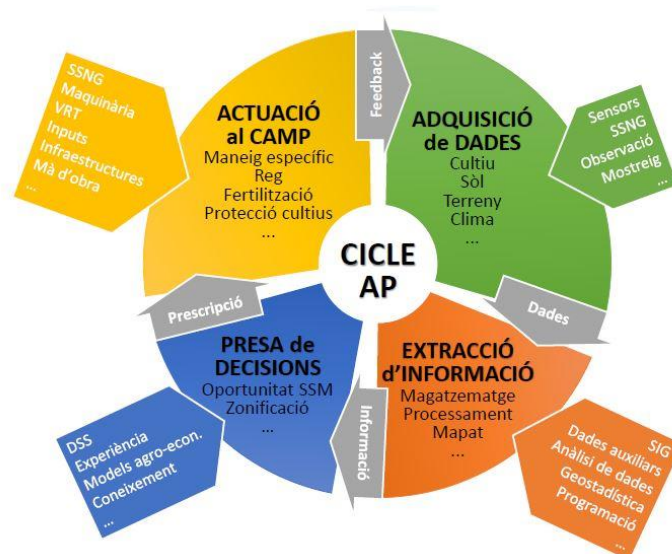 SSNG
Maquinària
VRT
Inputs
Infraestructures
Mà d'obra
...
ACTUACIÓ
al CAMP
Maneig específic
Reg
Fertilització
Protecció cultius
...
Feedback
ADQUISICIÓ
de DADES
Cultiu
Sòl
Terreny
Clima
...
Sensors
SSNG
Observació
Mostreig
...
CICLE
AP
Prescripció
Dades
PRESA de
DECISIONS
Oportunitat SSM
Zonificació
...
Informació
EXTRACCIÓ
d'INFORMACIÓ
Magatzematge
Processament
Mapat
...
DSS
Experiència
Models agro-econ.
Coneixement
...
SIG
Dades auxiliars
Anàlisi de dades
Geostadística
Programació
...